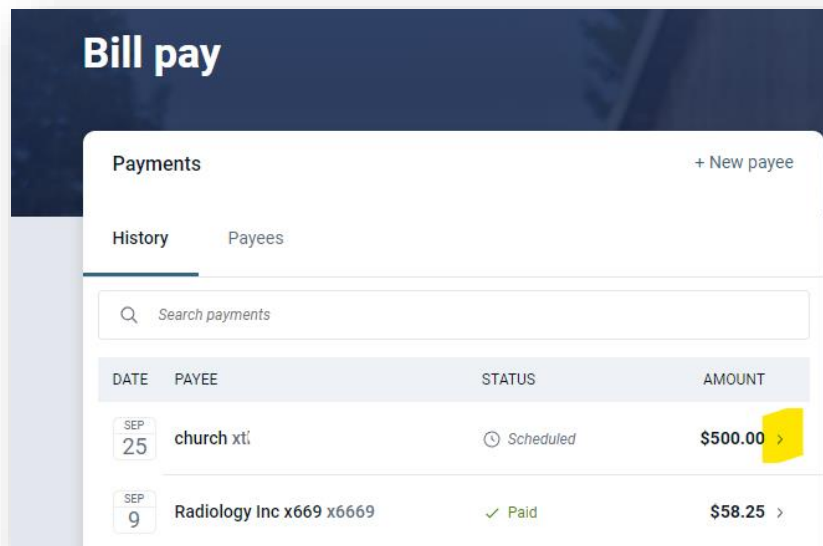 Bill pay
Payments + New payee
History Payees
Search payments
DATE PAYEE STATUS AMOUNT
SEP
25 church Scheduled $500.00 >
SEP
9 Radiology Inc x669 x6669 Paid $58.25 >